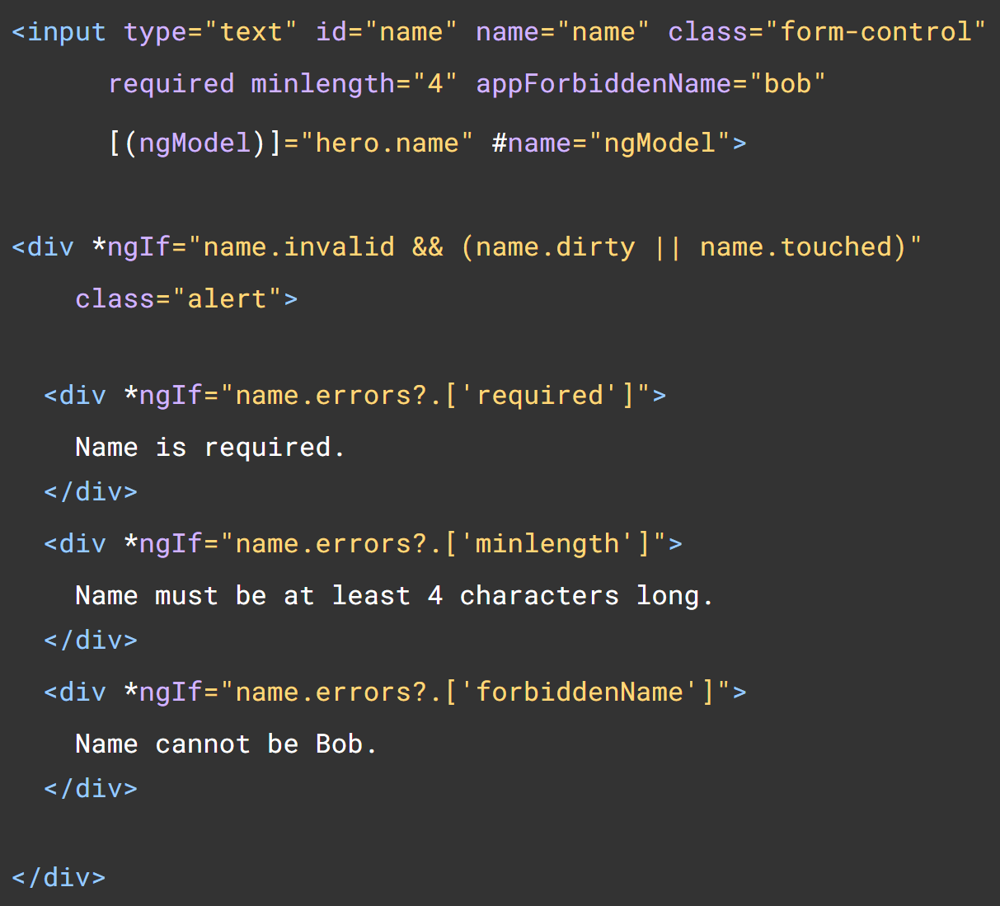 <input type="text" id="name" name="name" class="form-control"
      required minlength="4" appForbiddenName="bob"
      [(ngModel)]="hero.name" #name="ngModel">
<div *ngIf="name.invalid && (name.dirty || name.touched)"
    class="alert">
  <div *ngIf="name.errors?.['required']">
    Name is required.
  </div>
  <div *ngIf="name.errors?.['minlength']">
    Name must be at least 4 characters long.
  </div>
  <div *ngIf="name.errors?.['forbiddenName']">
    Name cannot be Bob.
  </div>
</div>